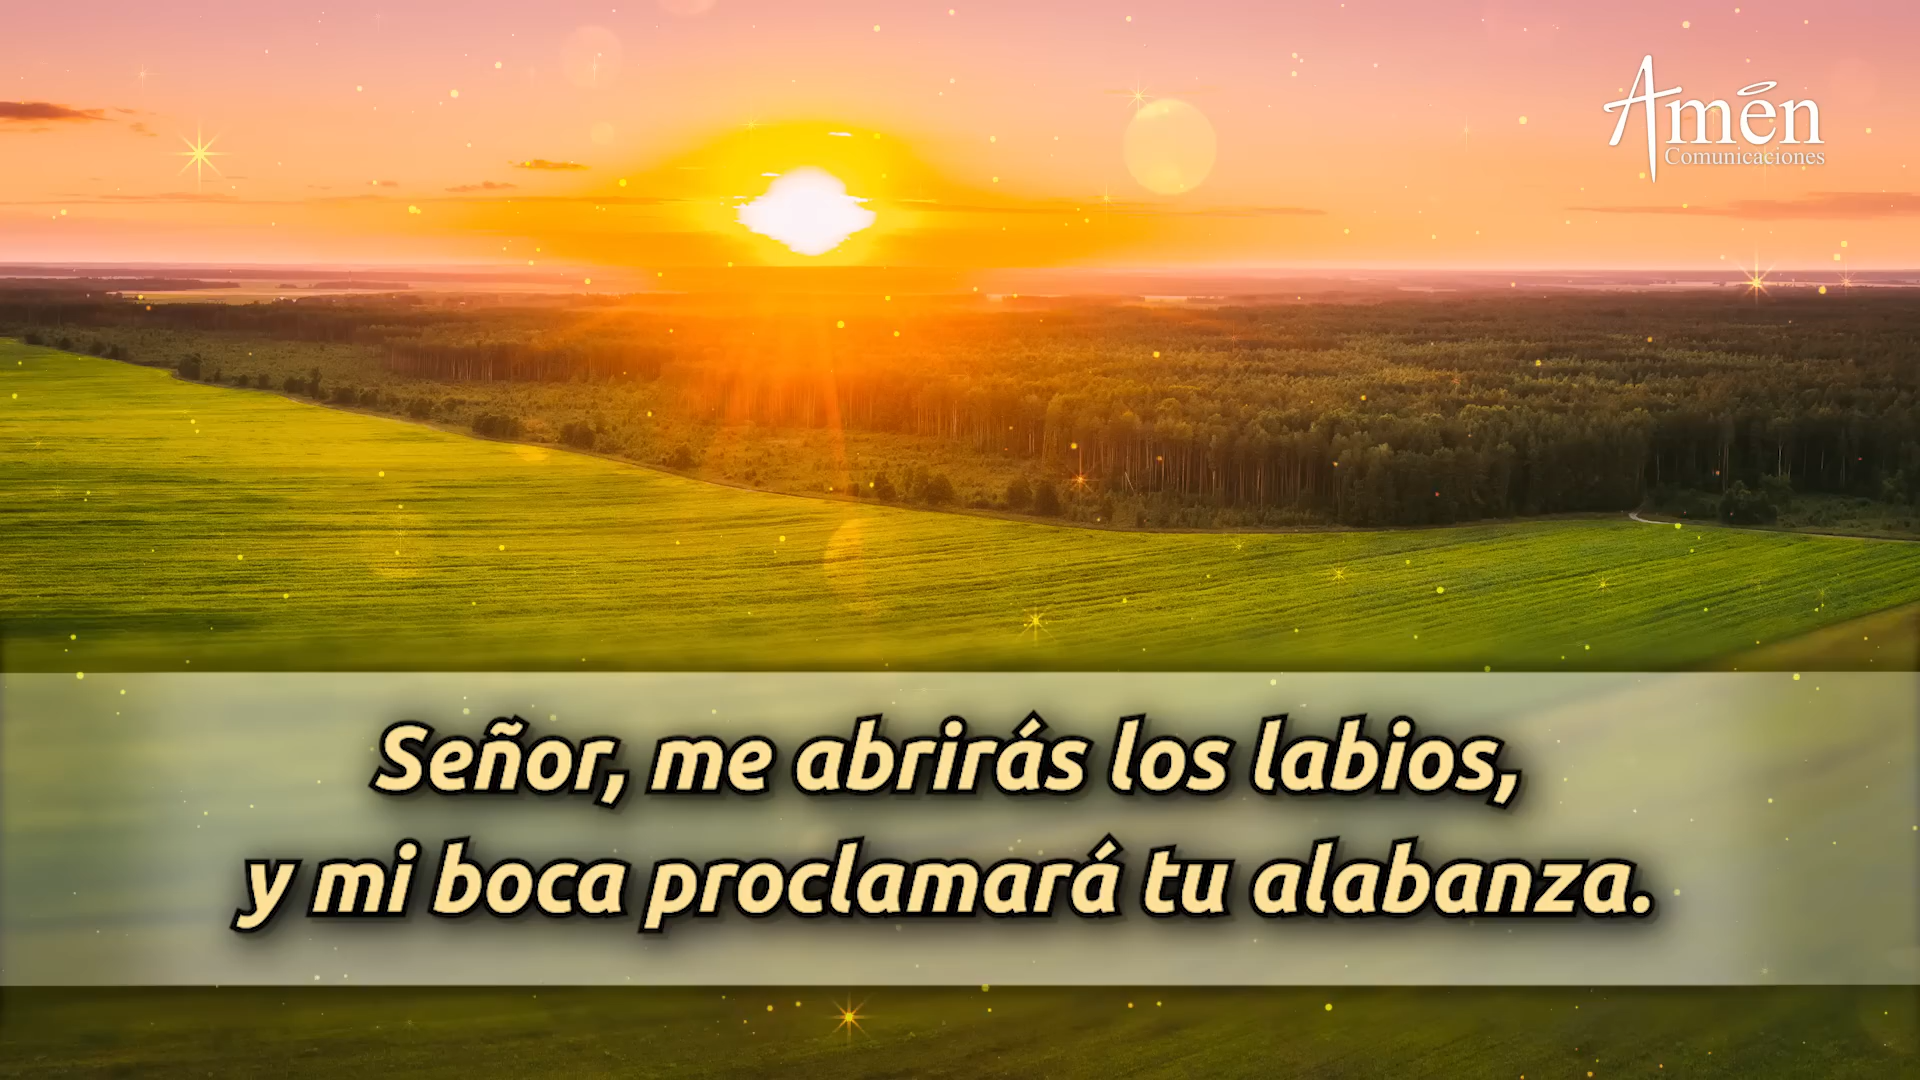 Amén
Comunicaciones
Señor, me abrirás los labios,
y mi boca proclamará tu alabanza.